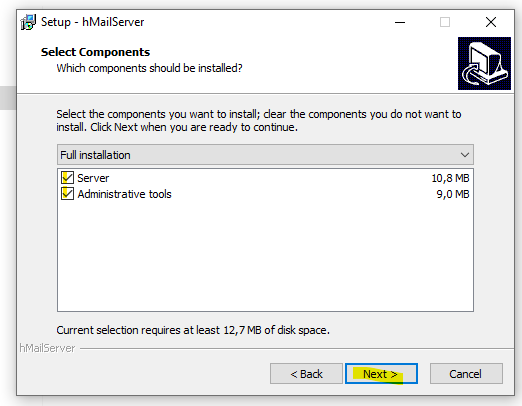 Setup - hMailServer
Select Components
Which components should be installed?
Select the components you want to install; clear the components you do not want to
install. Click Next when you are ready to continue.
Full installation
Server 10,8 MB
Administrative tools 9,0 MB
Current selection requires at least 12,7 MB of disk space.
hMailServer
< Back Next > Cancel